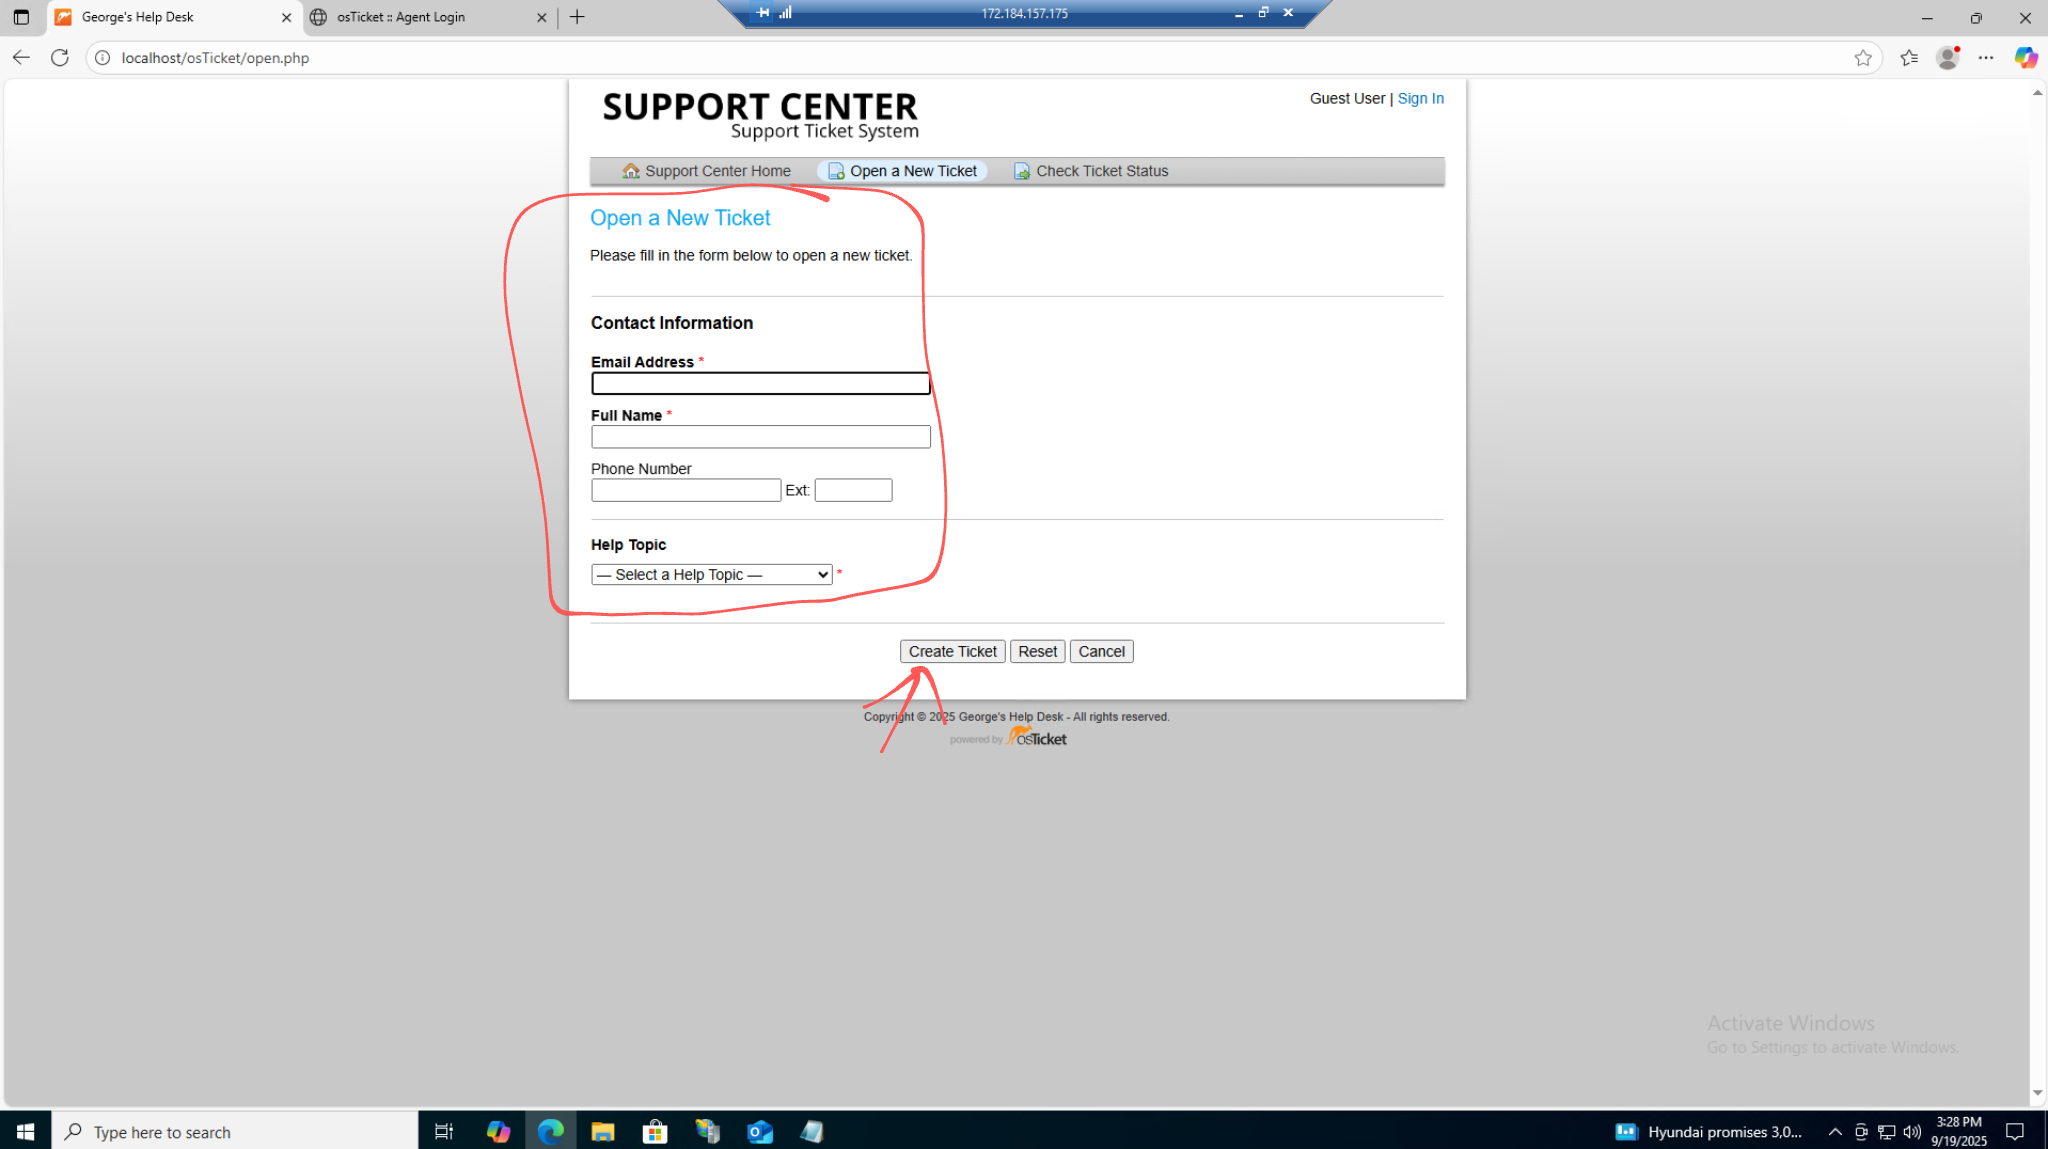 George's Help Desk
osTicket :: Agent Login
172.184.157.175
localhost/osTicket/open.php
SUPPORT CENTER
Support Ticket System
Guest User | Sign In
Support Center Home
Open a New Ticket
Check Ticket Status
Open a New Ticket
Please fill in the form below to open a new ticket.
Contact Information
Email Address *
Full Name *
Phone Number
Ext:
Help Topic
— Select a Help Topic — *
Create Ticket
Reset
Cancel
Copyright © 2025 George's Help Desk - All rights reserved.
powered by osTicket
Activate Windows
Go to Settings to activate Windows.
Type here to search
Hyundai promises 3,0...
3:28 PM
9/19/2025